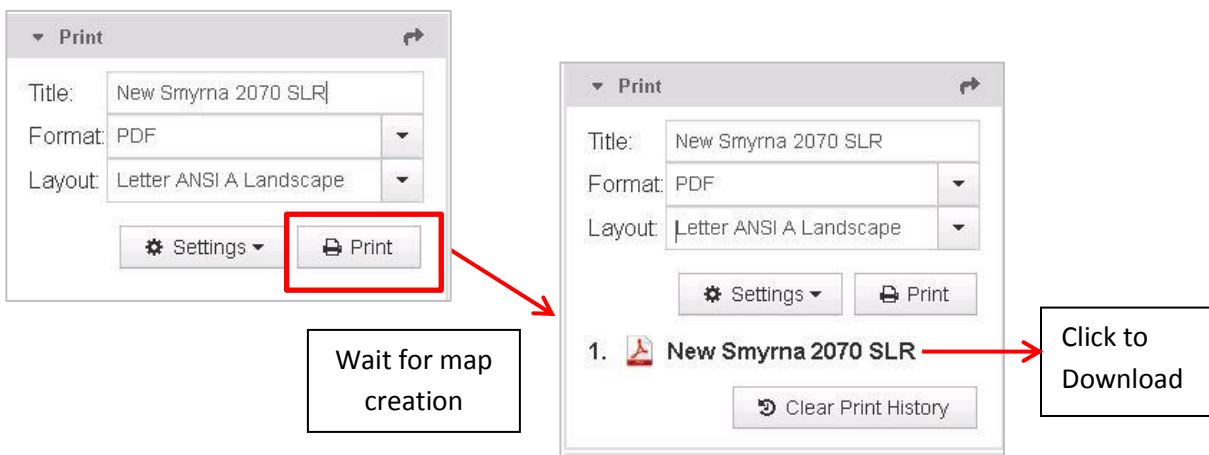 Print
Title: New Smyrna 2070 SLR
Format: PDF
Layout: Letter ANSI A Landscape
Settings Print
Wait for map
creation
Print
Title: New Smyrna 2070 SLR
Format: PDF
Layout: Letter ANSI A Landscape
Settings Print
1. New Smyrna 2070 SLR
Clear Print History
Click to
Download